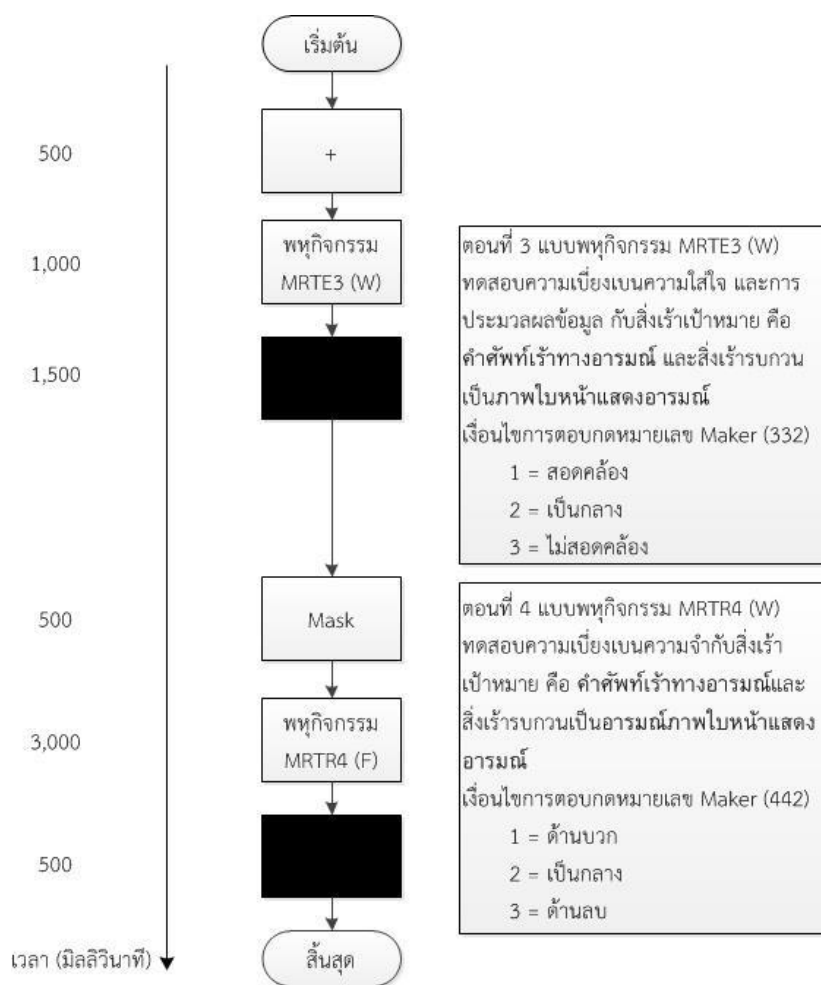 เริ่มต้น
500
+
1,000
พหุกิจกรรม
MRTE3 (W)
ตอนที่ 3 แบบพหุกิจกรรม MRTE3 (W)
ทดสอบความเบี่ยงเบนความใส่ใจ และการ
ประมวลผลข้อมูล กับสิ่งเร้าเป้าหมาย คือ
คำศัพท์เร้าทางอารมณ์ และสิ่งเร้ารบกวน
เป็นภาพใบหน้าแสดงอารมณ์
เงื่อนไขการตอบกดหมายเลข Maker (332)
1 = สอดคล้อง
2 = เป็นกลาง
3 = ไม่สอดคล้อง
1,500
500
Mask
3,000
พหุกิจกรรม
MRTR4 (F)
ตอนที่ 4 แบบพหุกิจกรรม MRTR4 (W)
ทดสอบความเบี่ยงเบนความจำกับสิ่งเร้า
เป้าหมาย คือ คำศัพท์เร้าทางอารมณ์และ
สิ่งเร้ารบกวนเป็นอารมณ์ภาพใบหน้าแสดง
อารมณ์
เงื่อนไขการตอบกดหมายเลข Maker (442)
1 = ด้านบวก
2 = เป็นกลาง
3 = ด้านลบ
500
เวลา (มิลลิวินาที)
สิ้นสุด